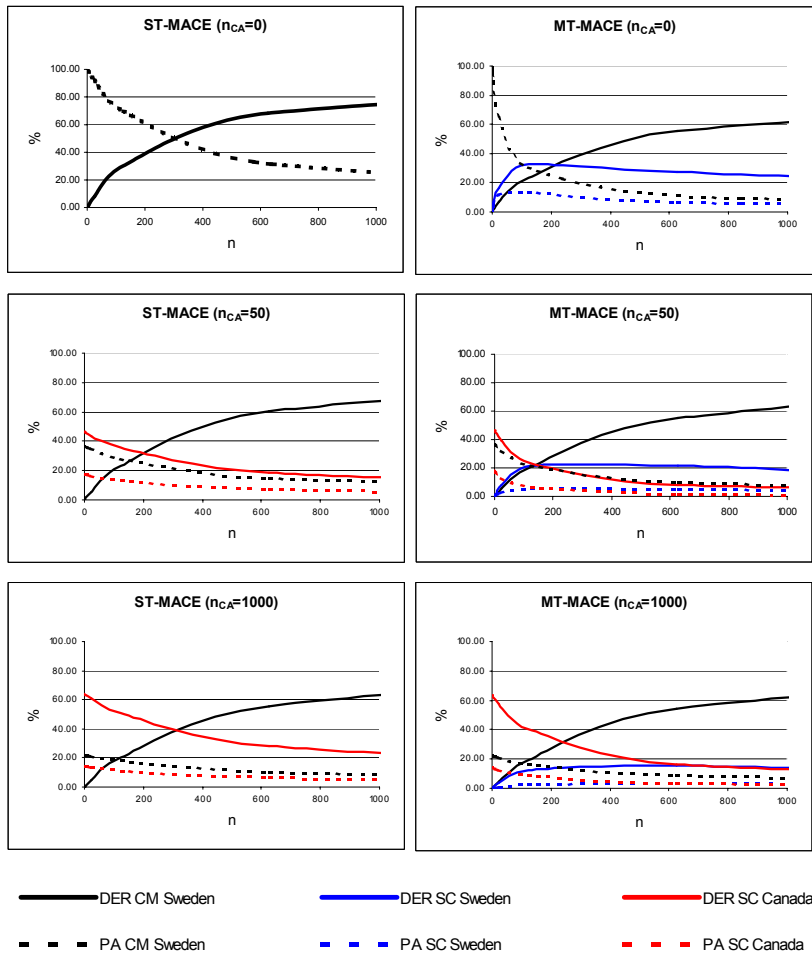 ST-MACE (nCA=0)
100.00
80.00
60.00
40.00
20.00
0.00
%
0 200 400 600 800 1000
n
MT-MACE (nCA=0)
100.00
80.00
60.00
40.00
20.00
0.00
%
0 200 400 600 800 1000
n
ST-MACE (nCA=50)
100.00
80.00
60.00
40.00
20.00
0.00
%
0 200 400 600 800 1000
n
MT-MACE (nCA=50)
100.00
80.00
60.00
40.00
20.00
0.00
%
0 200 400 600 800 1000
n
ST-MACE (nCA=1000)
100.00
80.00
60.00
40.00
20.00
0.00
%
0 200 400 600 800 1000
n
MT-MACE (nCA=1000)
100.00
80.00
60.00
40.00
20.00
0.00
%
0 200 400 600 800 1000
n
DER CM Sweden DER SC Sweden DER SC Canada
PA CM Sweden PA SC Sweden PA SC Canada